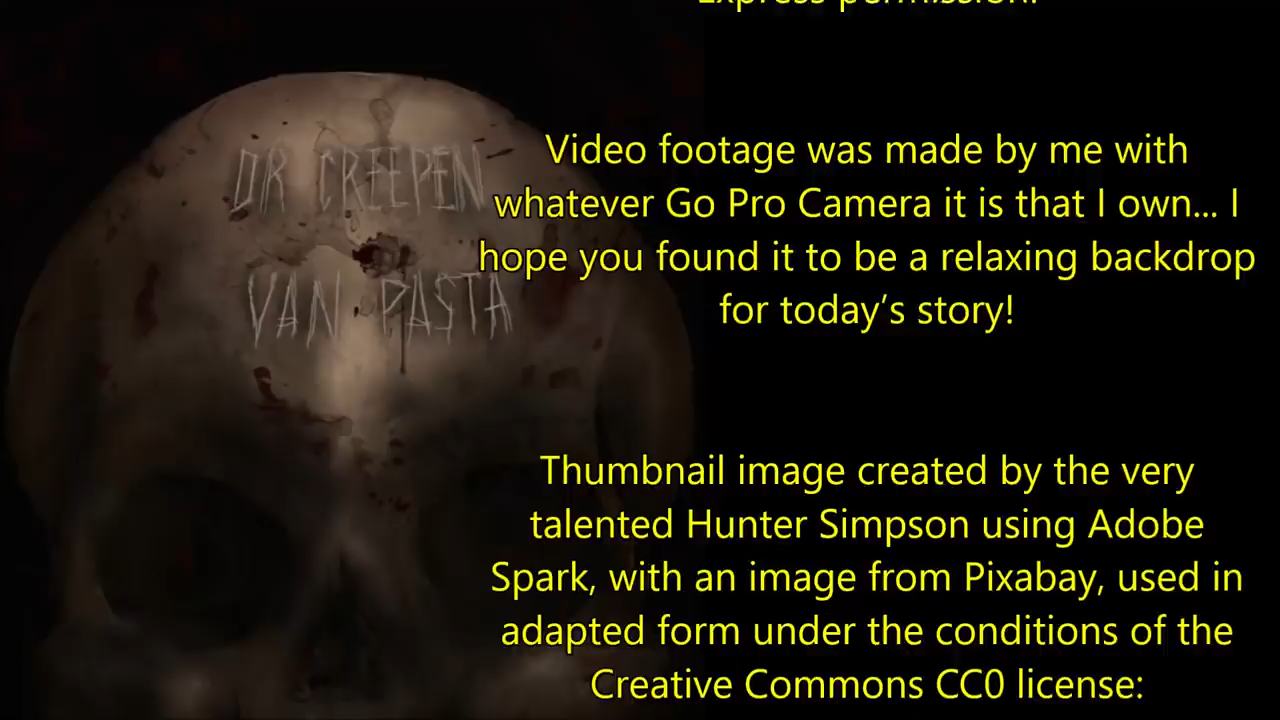 Express permission.
DR CREEPEN
VAN PASTA
Video footage was made by me with
whatever Go Pro Camera it is that I own... I
hope you found it to be a relaxing backdrop
for today’s story!
Thumbnail image created by the very
talented Hunter Simpson using Adobe
Spark, with an image from Pixabay, used in
adapted form under the conditions of the
Creative Commons CC0 license: